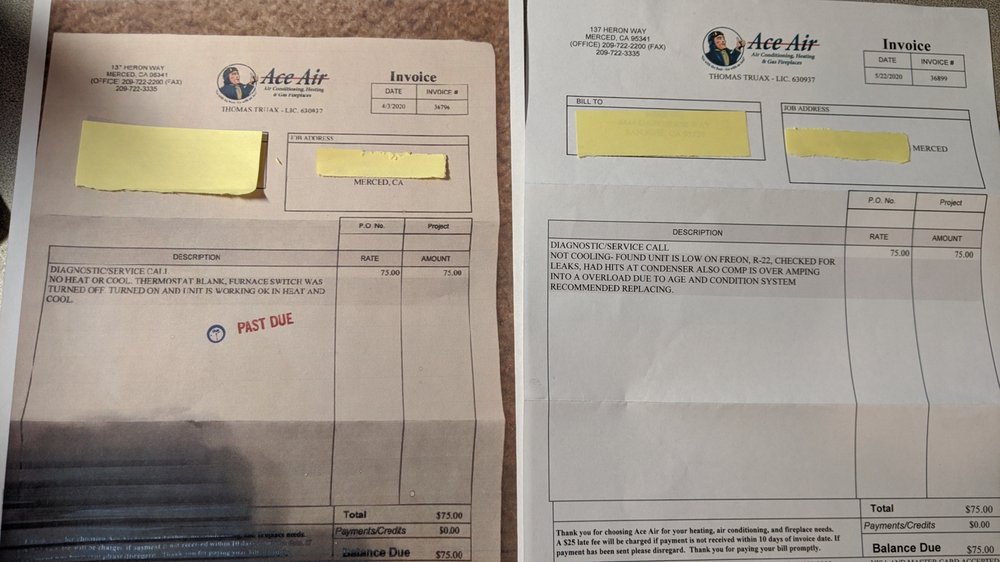 137 HERON WAY
MERCED, CA 95341
(OFFICE) 209-722-2200 (FAX)
209-722-3335
Ace Air
Air Conditioning, Heating
& Gas Fireplaces
THOMAS TRUAX - LIC. 630937
Invoice
DATE INVOICE #
4/3/2020 36796
JOB ADDRESS
MERCED, CA
P.O. No. Project
DESCRIPTION RATE AMOUNT
DIAGNOSTIC/SERVICE CALL 75.00 75.00
NO HEAT OR COOL. THERMOSTAT BLANK, FURNACE SWITCH WAS
TURNED OFF. TURNED ON AND UNIT IS WORKING OK IN HEAT AND
COOL
PAST DUE
Total $75.00
Payments/Credits $0.00
Balance Due $75.00
137 HERON WAY
MERCED, CA 95341
(OFFICE) 209-722-2200 (FAX)
209-722-3335
Ace Air
Air Conditioning, Heating
& Gas Fireplaces
THOMAS TRUAX - LIC. 630937
Invoice
DATE INVOICE #
5/22/2020 36899
BILL TO
JOB ADDRESS
MERCED
P.O. No. Project
DESCRIPTION RATE AMOUNT
DIAGNOSTIC/SERVICE CALL 75.00 75.00
NOT COOLING- FOUND UNIT IS LOW ON FREON, R-22, CHECKED FOR
LEAKS, HAD HITS AT CONDENSER ALSO COMP IS OVER AMPING
INTO A OVERLOAD DUE TO AGE AND CONDITION SYSTEM
RECOMMENDED REPLACING.
Thank you for choosing Ace Air for your heating, air conditioning, and fireplace needs.
A $25 late fee will be charged if payment is not received within 10 days of invoice date. If
payment has been sent please disregard. Thank you for paying your bill promptly.
Total $75.00
Payments/Credits $0.00
Balance Due $75.00
VISA AND MASTER CARD ACCEPTED